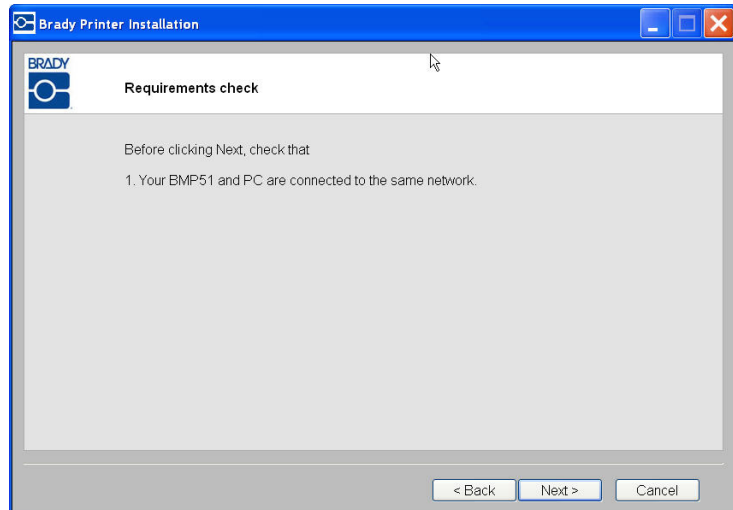 Brady Printer Installation
BRADY
Requirements check
Before clicking Next, check that
1. Your BMP51 and PC are connected to the same network.
< Back
Next >
Cancel